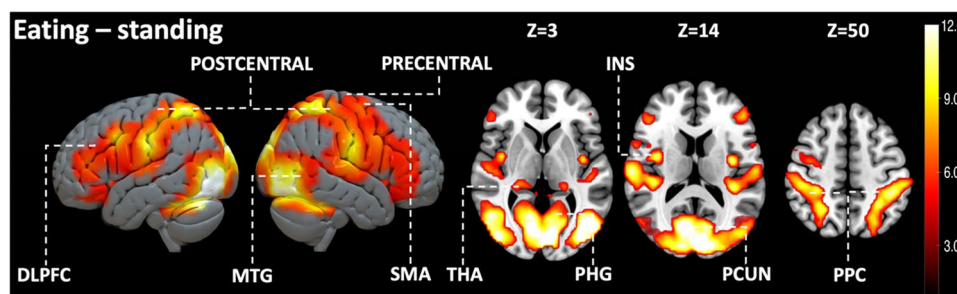 Eating – standing
Z=3
Z=14
Z=50
12.
POSTCENTRAL
PRECENTRAL
INS
9.0
6.0
3.0
DLPFC
MTG
SMA
THA
PHG
PCUN
PPC